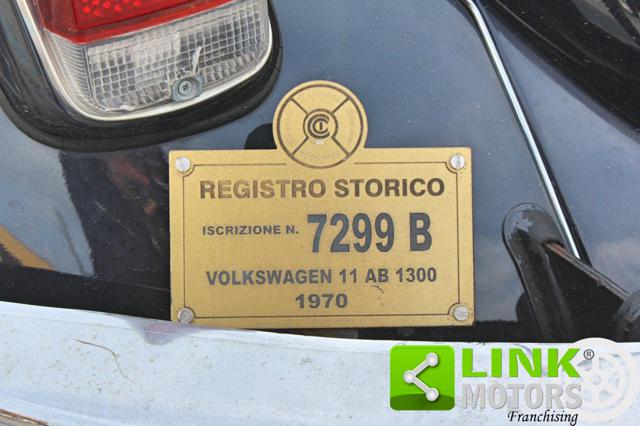 REGISTRO STORICO
ISCRIZIONE N. 7299 B
VOLKSWAGEN 11 AB 1300
1970
LINK ®
MOTORS
Franchising